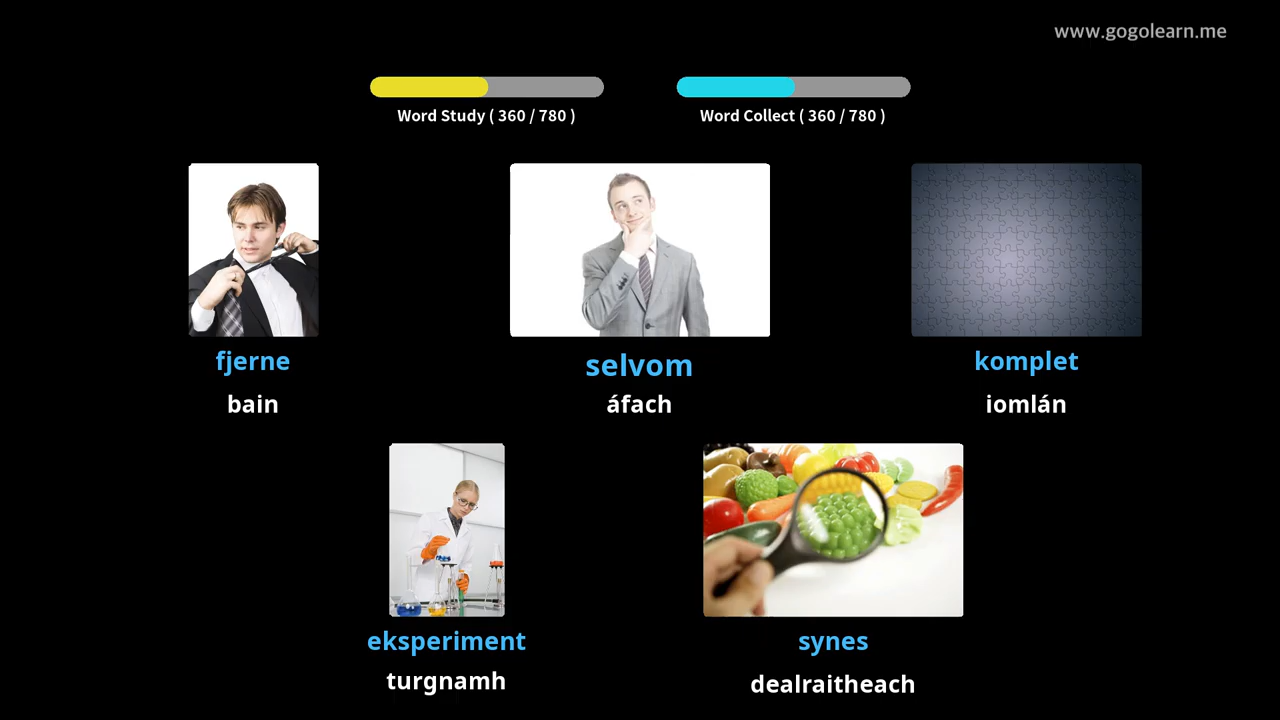 www.gogolearn.me
Word Study ( 360 / 780 )
Word Collect ( 360 / 780 )
fjerne
selvom
komplet
bain
áfach
iomlán
eksperiment
synes
turgnamh
dealraitheach